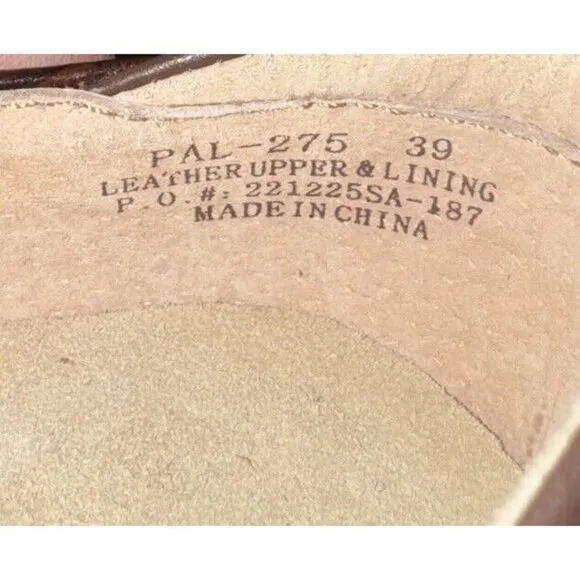 PAL-275 39
LEATHER UPPER & LINING
P.O.#: 221225SA-187
MADE IN CHINA